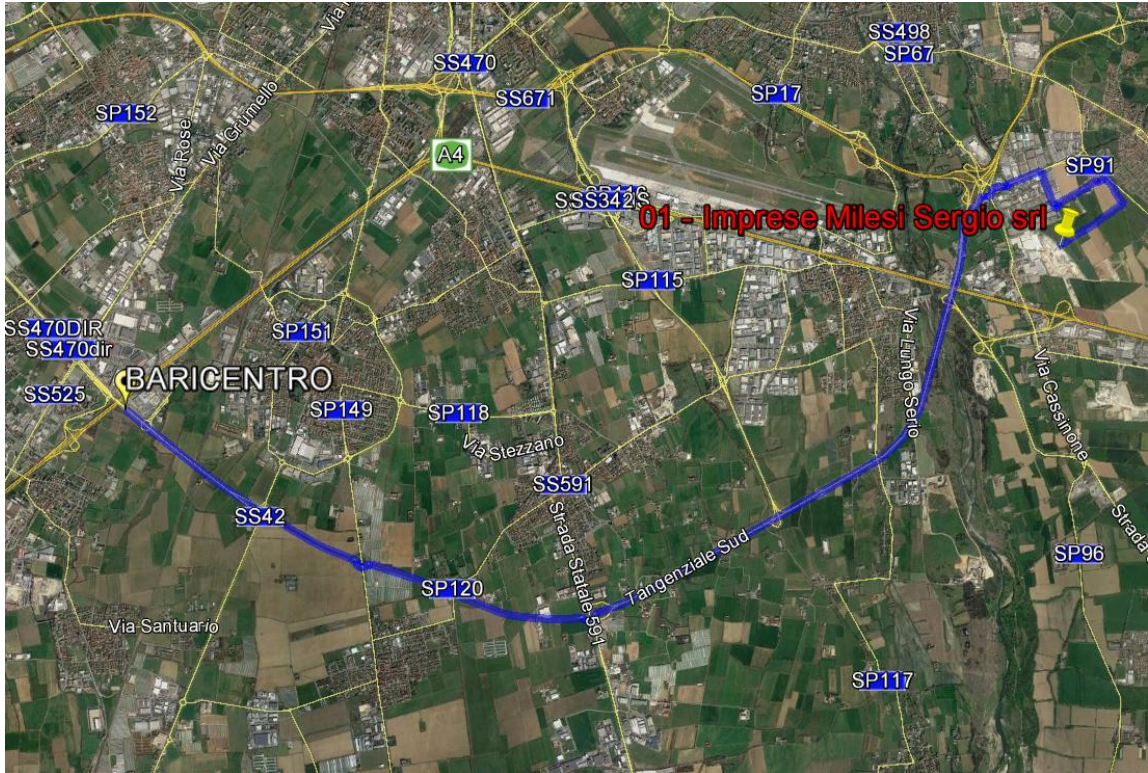 SS498
SP67
SS470
SS671
SP17
SP152
Via Grumello
Via Rose
A4
SP91
SS342
01 - Imprese Milesi Sergio srl
SP115
SS470DIR
SS470dir
SP151
Via Lungo Serio
BARICENTRO
SS525
SP149
SP118
Via Stezzano
Via Cassinone
SS591
SS42
Strada
Strada Statale 591
Tangenziale Sud
SP96
SP120
Via Santuario
SP117